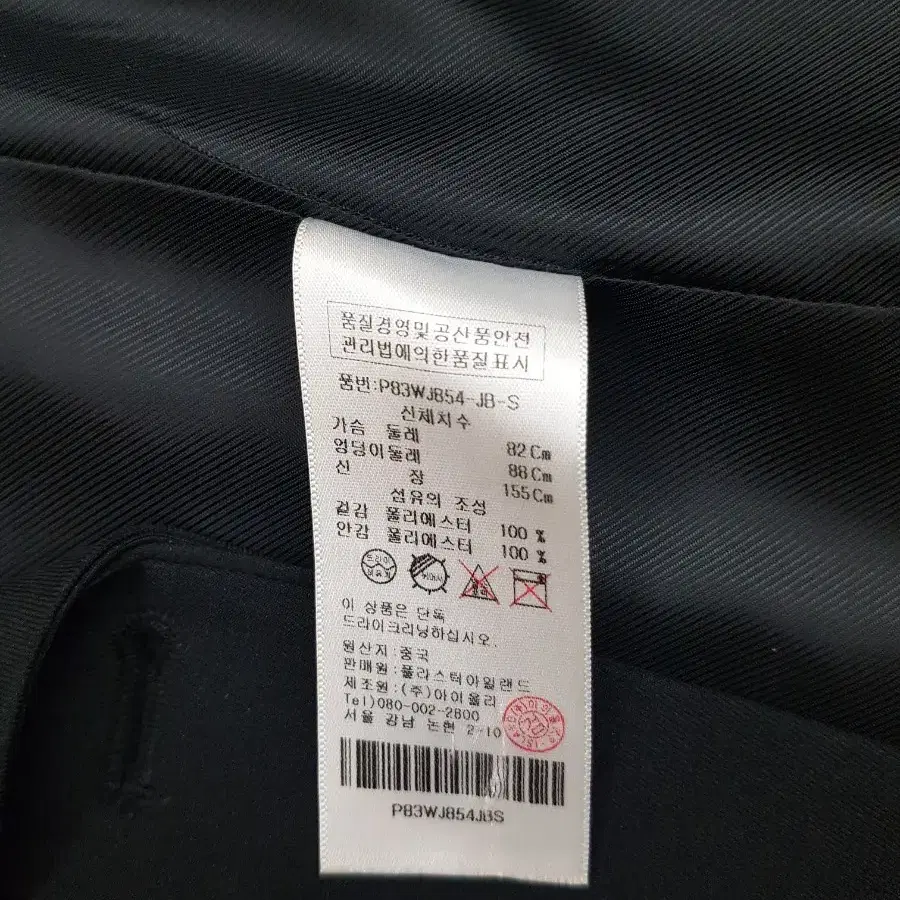 품질경영및공산품안전
관리법에의한품질표시
품번:P83WJ854-JB-S
신체치수
가슴 둘레 82Cm
엉덩이둘레 88Cm
신 장 155Cm
섬유의 조성
겉감 폴리에스터 100 %
안감 폴리에스터 100 %
드라이
이 상품은 단독
드라이크리닝하십시오.
원산지:중국
판매원:플라스틱아일랜드
제조원:(주)아이올리
Tel)080-002-2800
서울 강남 논현 2-10
P83WJ854JBS